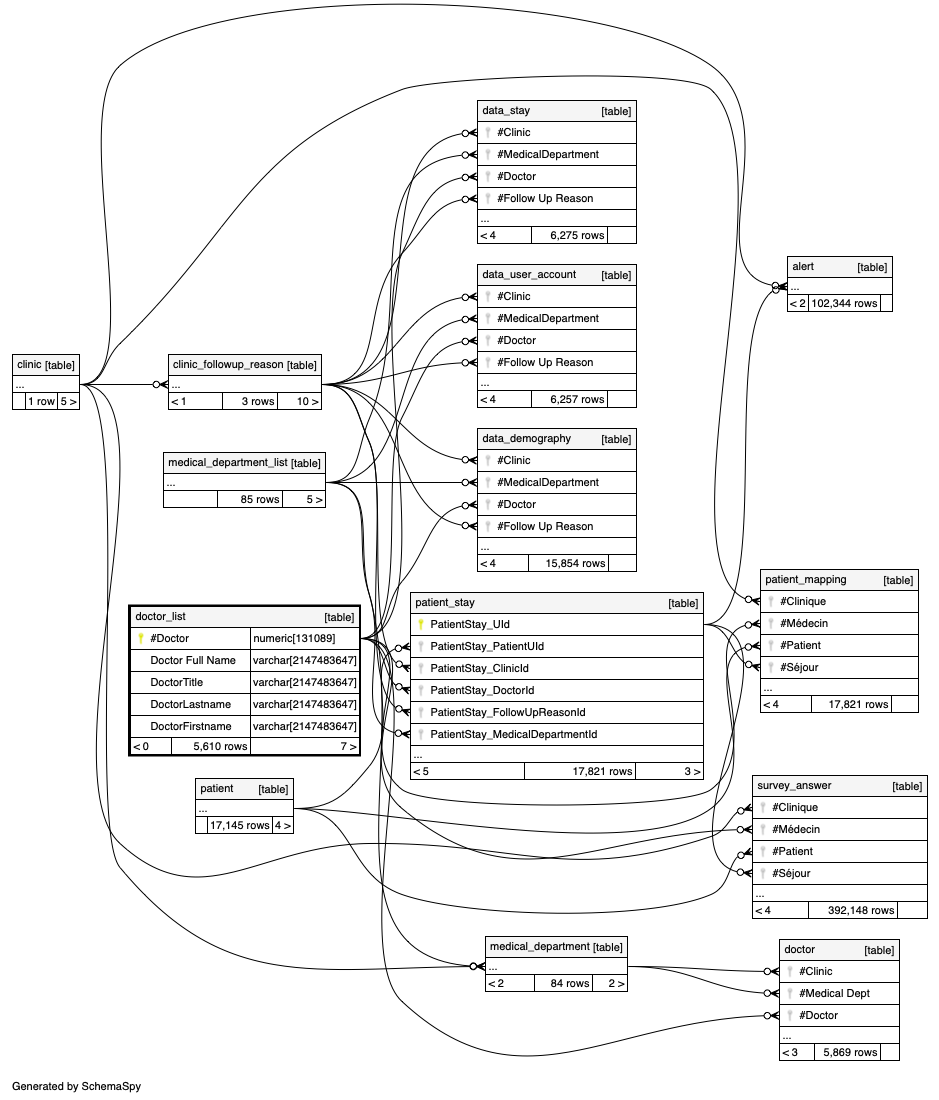 data_stay [table]
#Clinic
#MedicalDepartment
#Doctor
#Follow Up Reason
...
< 4 6,275 rows
data_user_account [table]
#Clinic
#MedicalDepartment
#Doctor
#Follow Up Reason
...
< 4 6,257 rows
alert [table]
...
< 2 102,344 rows
clinic [table]
...
1 row 5 >
clinic_followup_reason [table]
...
< 1 3 rows 10 >
data_demography [table]
#Clinic
#MedicalDepartment
#Doctor
#Follow Up Reason
...
< 4 15,854 rows
medical_department_list [table]
...
85 rows 5 >
patient_mapping [table]
#Clinique
#Médecin
#Patient
#Séjour
...
< 4 17,821 rows
doctor_list [table]
#Doctor numeric[131089]
Doctor Full Name varchar[2147483647]
DoctorTitle varchar[2147483647]
DoctorLastname varchar[2147483647]
DoctorFirstname varchar[2147483647]
< 0 5,610 rows 7 >
patient_stay [table]
PatientStay_UId
PatientStay_PatientUId
PatientStay_ClinicId
PatientStay_DoctorId
PatientStay_FollowUpReasonId
PatientStay_MedicalDepartmentId
...
< 5 17,821 rows 3 >
patient [table]
...
17,145 rows 4 >
survey_answer [table]
#Clinique
#Médecin
#Patient
#Séjour
...
< 4 392,148 rows
medical_department [table]
...
< 2 84 rows 2 >
doctor [table]
#Clinic
#Medical Dept
#Doctor
...
< 3 5,869 rows
Generated by SchemaSpy